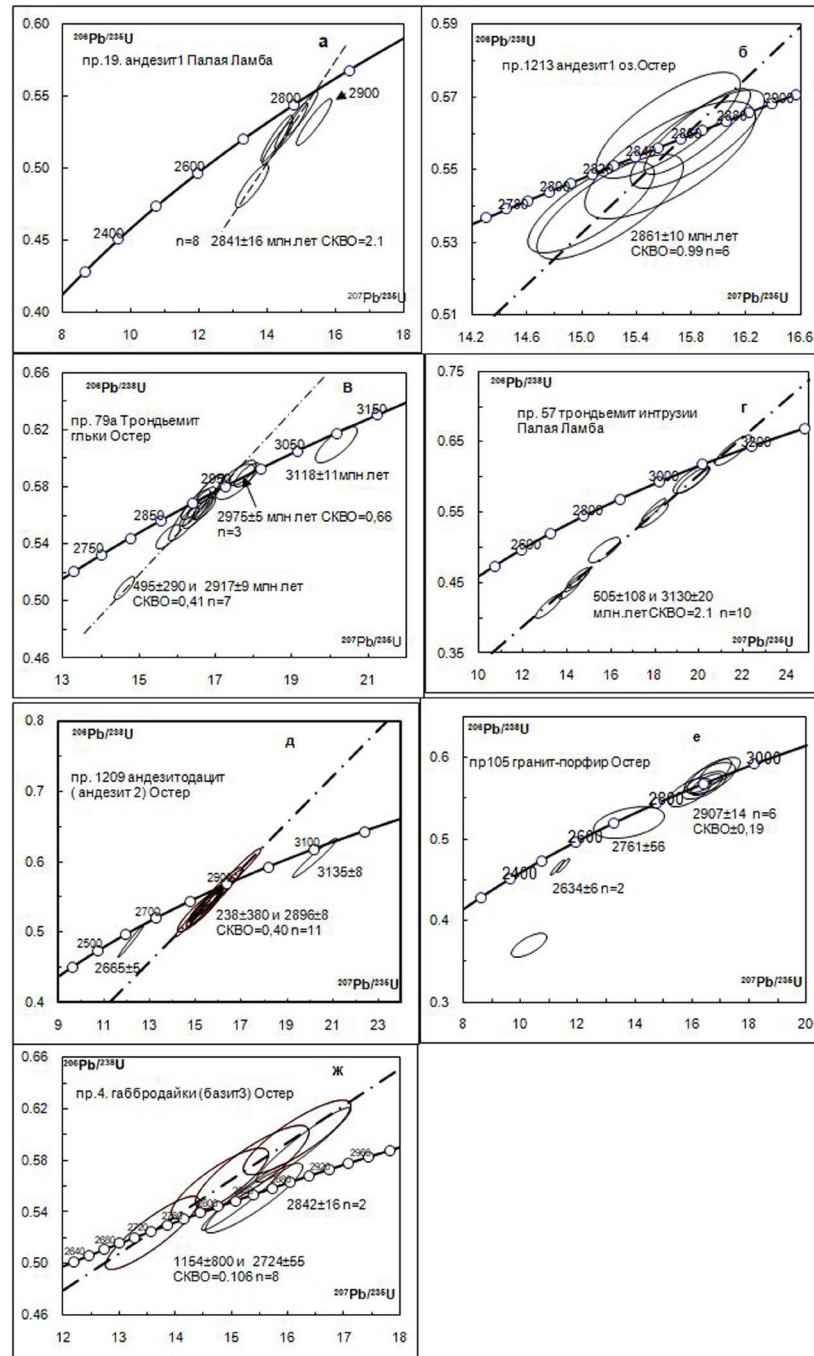 0.60
²⁰⁶Pb/²³⁵U
а
пр.19. андезит1 Палая Ламба
0.55
2800
2900
0.50
2600
0.45
2400
n=8 2841±16 млн.лет СКВО=2.1
0.40
²⁰⁷Pb/²³⁵U
8 10 12 14 16 18
0.59
²⁰⁶Pb/²³⁸U
б
пр.1213 андезит1 оз.Остер
0.57
2900
2880
2860
2840
0.55
2820
2800
2780
0.53
2861±10 млн.лет
СКВО=0.99 n=6
0.51
²⁰⁷Pb/²³⁵U
14.2 14.6 15.0 15.4 15.8 16.2 16.6
0.66
²⁰⁶Pb/²³⁸U
В
пр. 79а Трондьемит
гльки Остер
3150
0.62
3050
3118±11млн.лет
2950
0.58
2975±5 млн.лет СКВО=0,66
n=3
2850
0.54
2750
495±290 и 2917±9 млн.лет
СКВО=0,41 n=7
0.50
0.46
²⁰⁷Pb/²³⁵U
13 15 17 19 21
0.75
²⁰⁶Pb/²³⁸U
г
пр. 57 трондьемит интрузии
Палая Ламба
0.65
3200
3000
0.55
2800
2600
0.45
505±108 и 3130±20
млн.летСКВО=2.1 n=10
0.35
²⁰⁷Pb/²³⁵U
10 12 14 16 18 20 22 24
0.8
²⁰⁶Pb/²³⁸U
д
пр. 1209 андезитодацит
( андезит 2) Остер
0.7
3100
0.6
2900
3135±8
2700
0.5
2500
238±380 и 2896±8
СКВО=0,40 n=11
2665±5
0.4
²⁰⁷Pb/²³⁵U
9 11 13 15 17 19 21 23
²⁰⁶Pb/²³⁸U
е
пр105 гранит-порфир Остер
0.6
3000
2800
2907±14 n=6
СКВО±0,19
2600
0.5
2761±56
2400
2634±6 n=2
0.4
0.3
²⁰⁷Pb/²³⁵U
8 10 12 14 16 18 20
0.66
²⁰⁶Pb/²³⁸U
ж
пр.4. габбродайки (базит3) Остер
0.62
0.58
2960
2920
2880
2842±16 n=2
2800
0.54
2720
2680
2640
0.50
1154±800 и 2724±55
СКВО=0.106 n=8
0.46
²⁰⁷Pb/²³⁵U
12 13 14 15 16 17 18